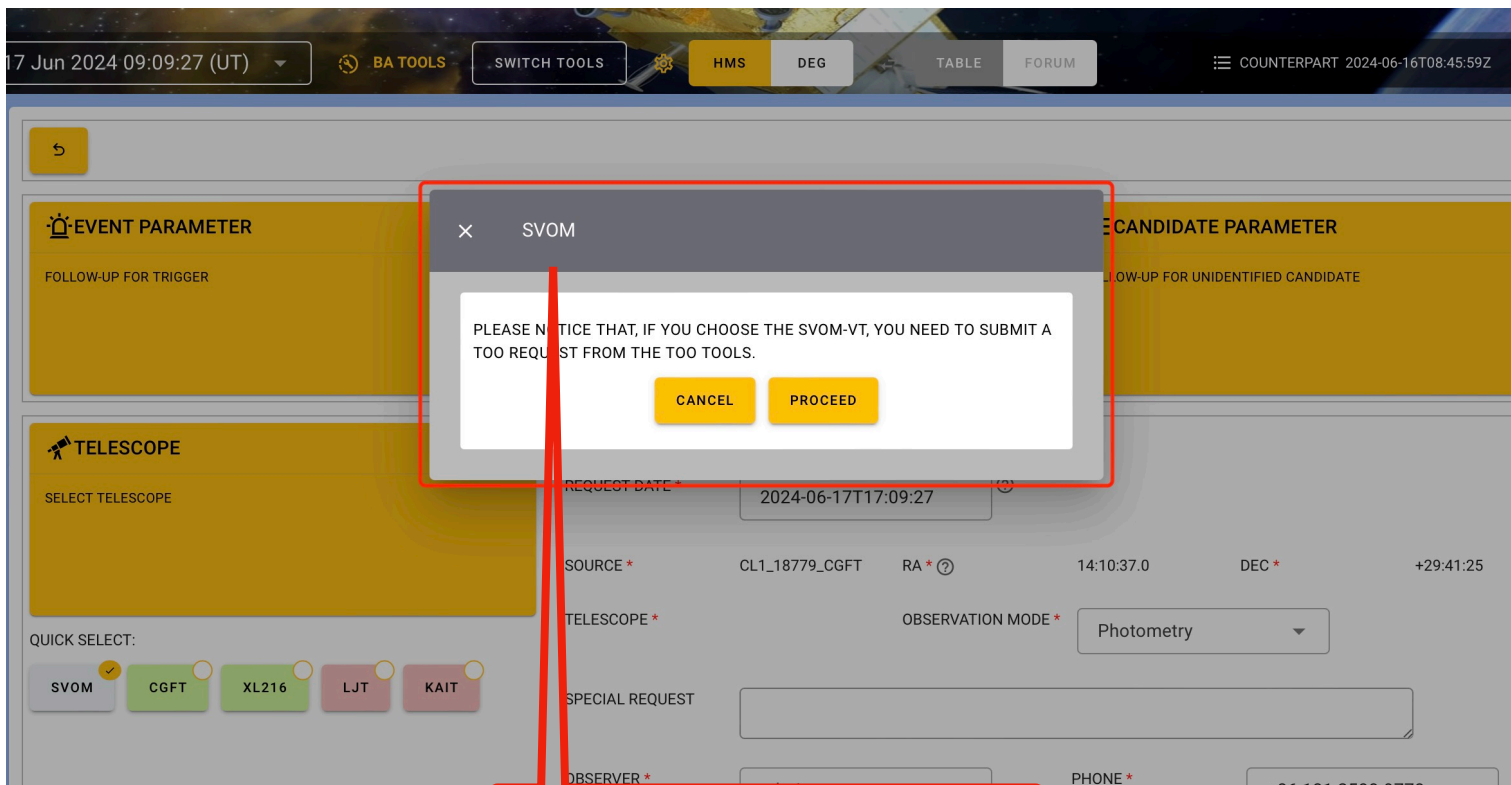 17 Jun 2024 09:09:27 (UT)
BA TOOLS
SWITCH TOOLS
HMS
DEG
TABLE
FORUM
COUNTERPART 2024-06-16T08:45:59Z
EVENT PARAMETER
FOLLOW-UP FOR TRIGGER
SVOM
PLEASE NOTICE THAT, IF YOU CHOOSE THE SVOM-VT, YOU NEED TO SUBMIT A
TOO REQUEST FROM THE TOO TOOLS.
CANCEL
PROCEED
CANDIDATE PARAMETER
LOW-UP FOR UNIDENTIFIED CANDIDATE
TELESCOPE
SELECT TELESCOPE
QUICK SELECT:
SVOM
CGFT
XL216
LJT
KAIT
REQUEST DATE *
2024-06-17T17:09:27
SOURCE *
CL1_18779_CGFT
RA *
14:10:37.0
DEC *
+29:41:25
TELESCOPE *
OBSERVATION MODE *
Photometry
SPECIAL REQUEST
OBSERVER *
PHONE *